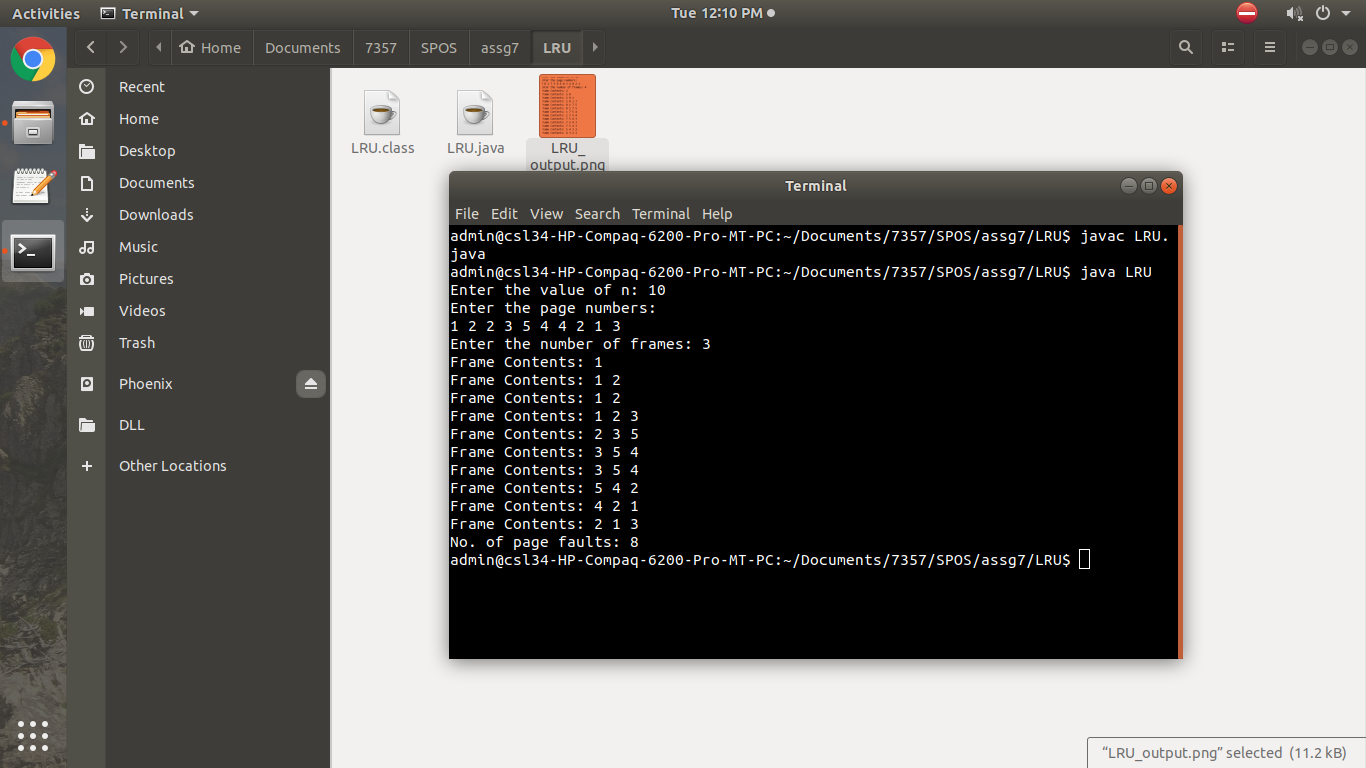 Activities Terminal Tue 12:10 PM
Home Documents 7357 SPOS assg7 LRU
Recent
Home
Desktop
Documents
Downloads
Music
Pictures
Videos
Trash
Phoenix
DLL
Other Locations
LRU.class LRU.java LRU_
output.png
Terminal
File Edit View Search Terminal Help
admin@csl34-HP-Compaq-6200-Pro-MT-PC:~/Documents/7357/SPOS/assg7/LRU$ javac LRU.
java
admin@csl34-HP-Compaq-6200-Pro-MT-PC:~/Documents/7357/SPOS/assg7/LRU$ java LRU
Enter the value of n: 10
Enter the page numbers:
1 2 2 3 5 4 4 2 1 3
Enter the number of frames: 3
Frame Contents: 1
Frame Contents: 1 2
Frame Contents: 1 2
Frame Contents: 1 2 3
Frame Contents: 2 3 5
Frame Contents: 3 5 4
Frame Contents: 3 5 4
Frame Contents: 5 4 2
Frame Contents: 4 2 1
Frame Contents: 2 1 3
No. of page faults: 8
admin@csl34-HP-Compaq-6200-Pro-MT-PC:~/Documents/7357/SPOS/assg7/LRU$
“LRU_output.png” selected (11.2 kB)